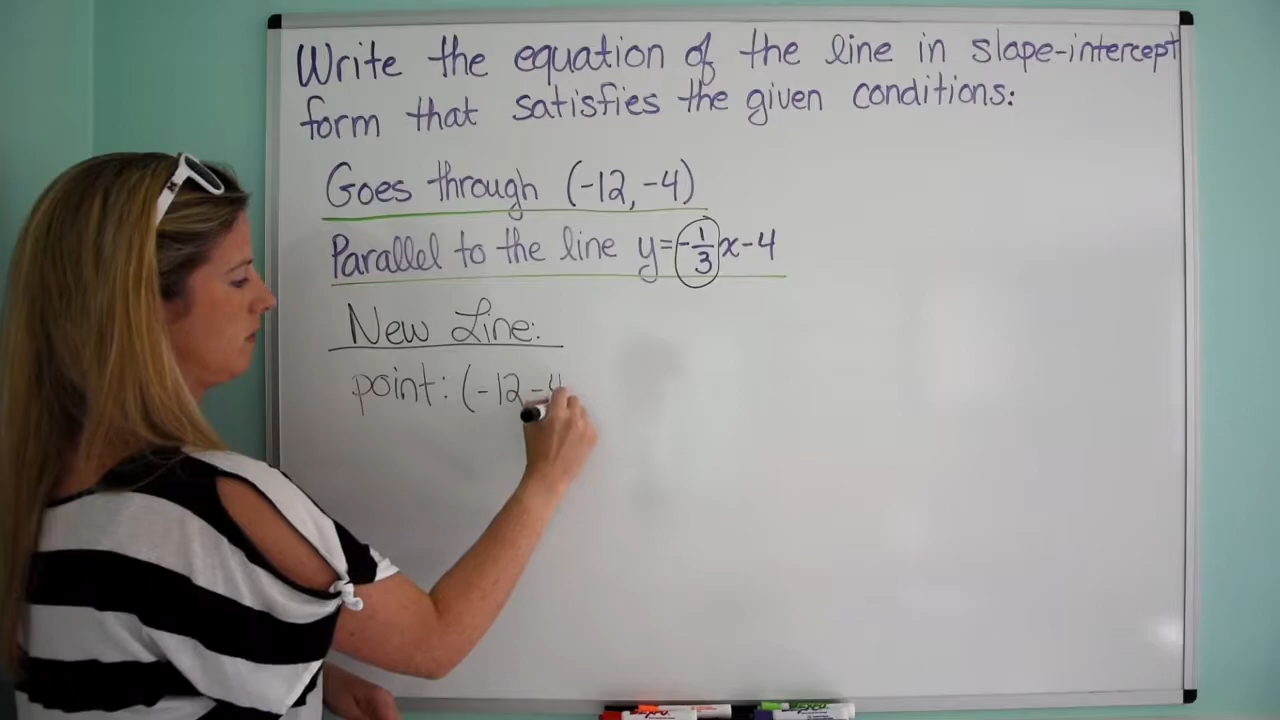 Write the equation of the line in slope-intercept
form that satisfies the given conditions:
Goes through (-12, -4)
Parallel to the line y=-1/3x-4
New Line:
point: (-12 -4